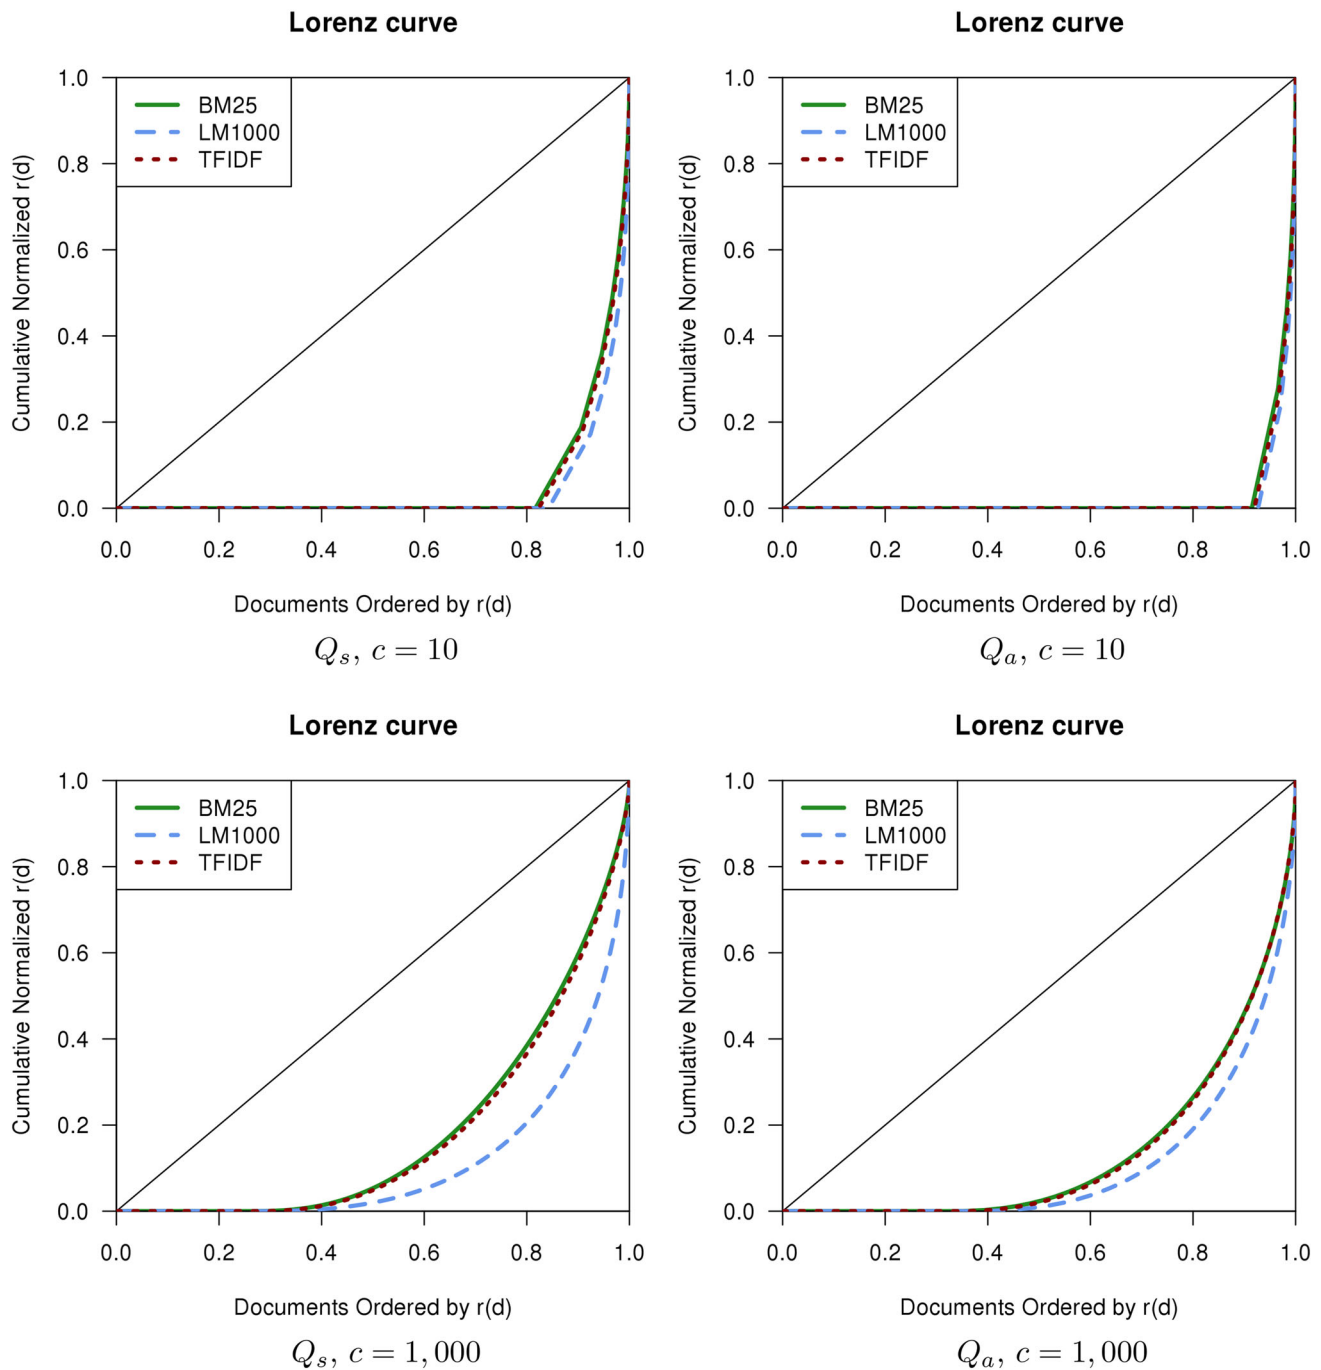 Lorenz curve
BM25
LM1000
TFIDF
1.0
0.8
0.6
0.4
0.2
0.0
Cumulative Normalized r(d)
0.0 0.2 0.4 0.6 0.8 1.0
Documents Ordered by r(d)
Q_s, c = 10
Lorenz curve
BM25
LM1000
TFIDF
1.0
0.8
0.6
0.4
0.2
0.0
Cumulative Normalized r(d)
0.0 0.2 0.4 0.6 0.8 1.0
Documents Ordered by r(d)
Q_a, c = 10
Lorenz curve
BM25
LM1000
TFIDF
1.0
0.8
0.6
0.4
0.2
0.0
Cumulative Normalized r(d)
0.0 0.2 0.4 0.6 0.8 1.0
Documents Ordered by r(d)
Q_s, c = 1,000
Lorenz curve
BM25
LM1000
TFIDF
1.0
0.8
0.6
0.4
0.2
0.0
Cumulative Normalized r(d)
0.0 0.2 0.4 0.6 0.8 1.0
Documents Ordered by r(d)
Q_a, c = 1,000